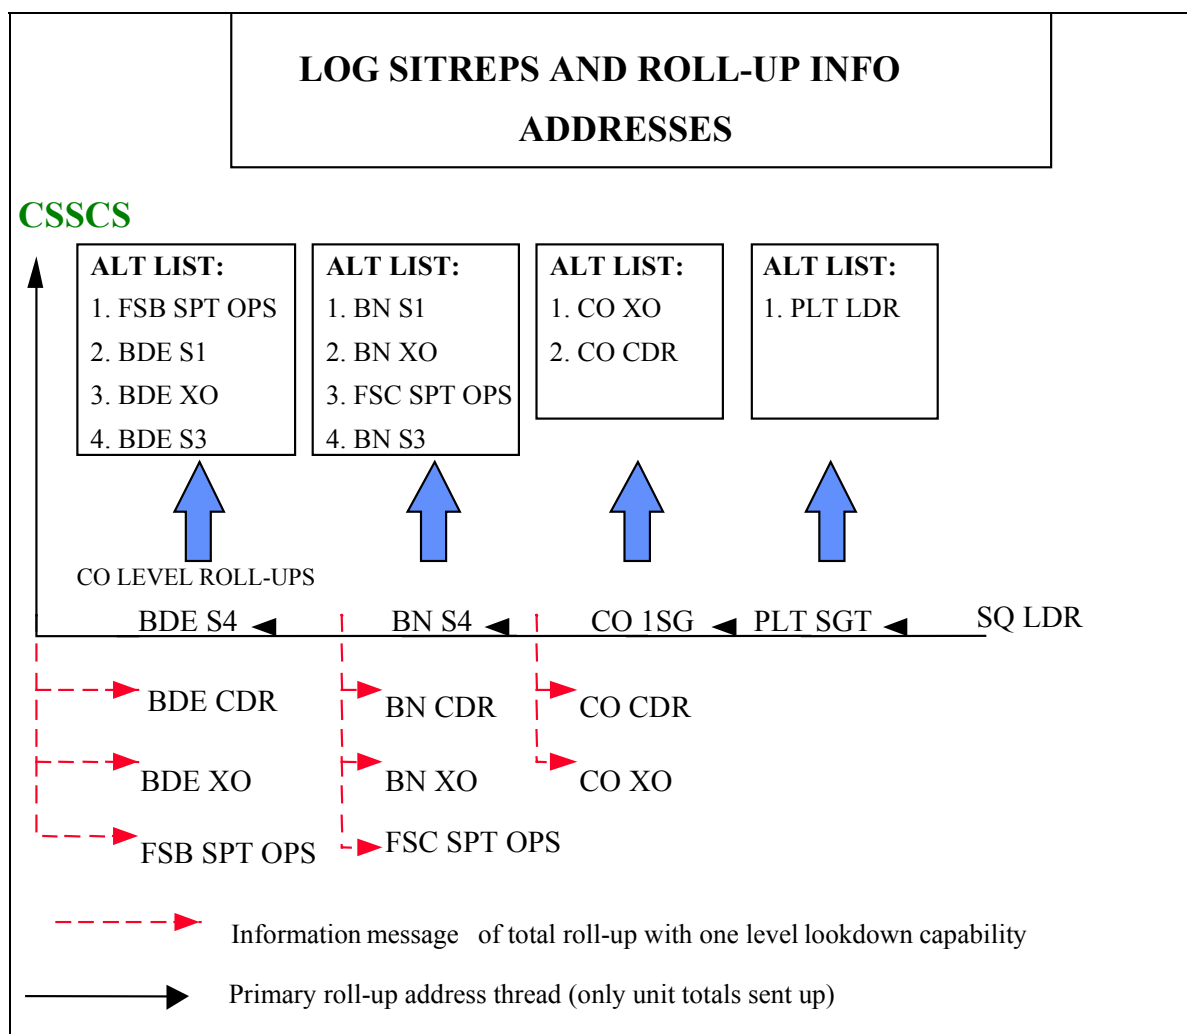 LOG SITREPS AND ROLL-UP INFO
ADDRESSES
CSSCS
ALT LIST:
1. FSB SPT OPS
2. BDE S1
3. BDE XO
4. BDE S3
ALT LIST:
1. BN S1
2. BN XO
3. FSC SPT OPS
4. BN S3
ALT LIST:
1. CO XO
2. CO CDR
ALT LIST:
1. PLT LDR
CO LEVEL ROLL-UPS
BDE S4
BN S4
CO 1SG
PLT SGT
SQ LDR
BDE CDR
BN CDR
CO CDR
BDE XO
BN XO
CO XO
FSB SPT OPS
FSC SPT OPS
Information message of total roll-up with one level lookdown capability
Primary roll-up address thread (only unit totals sent up)